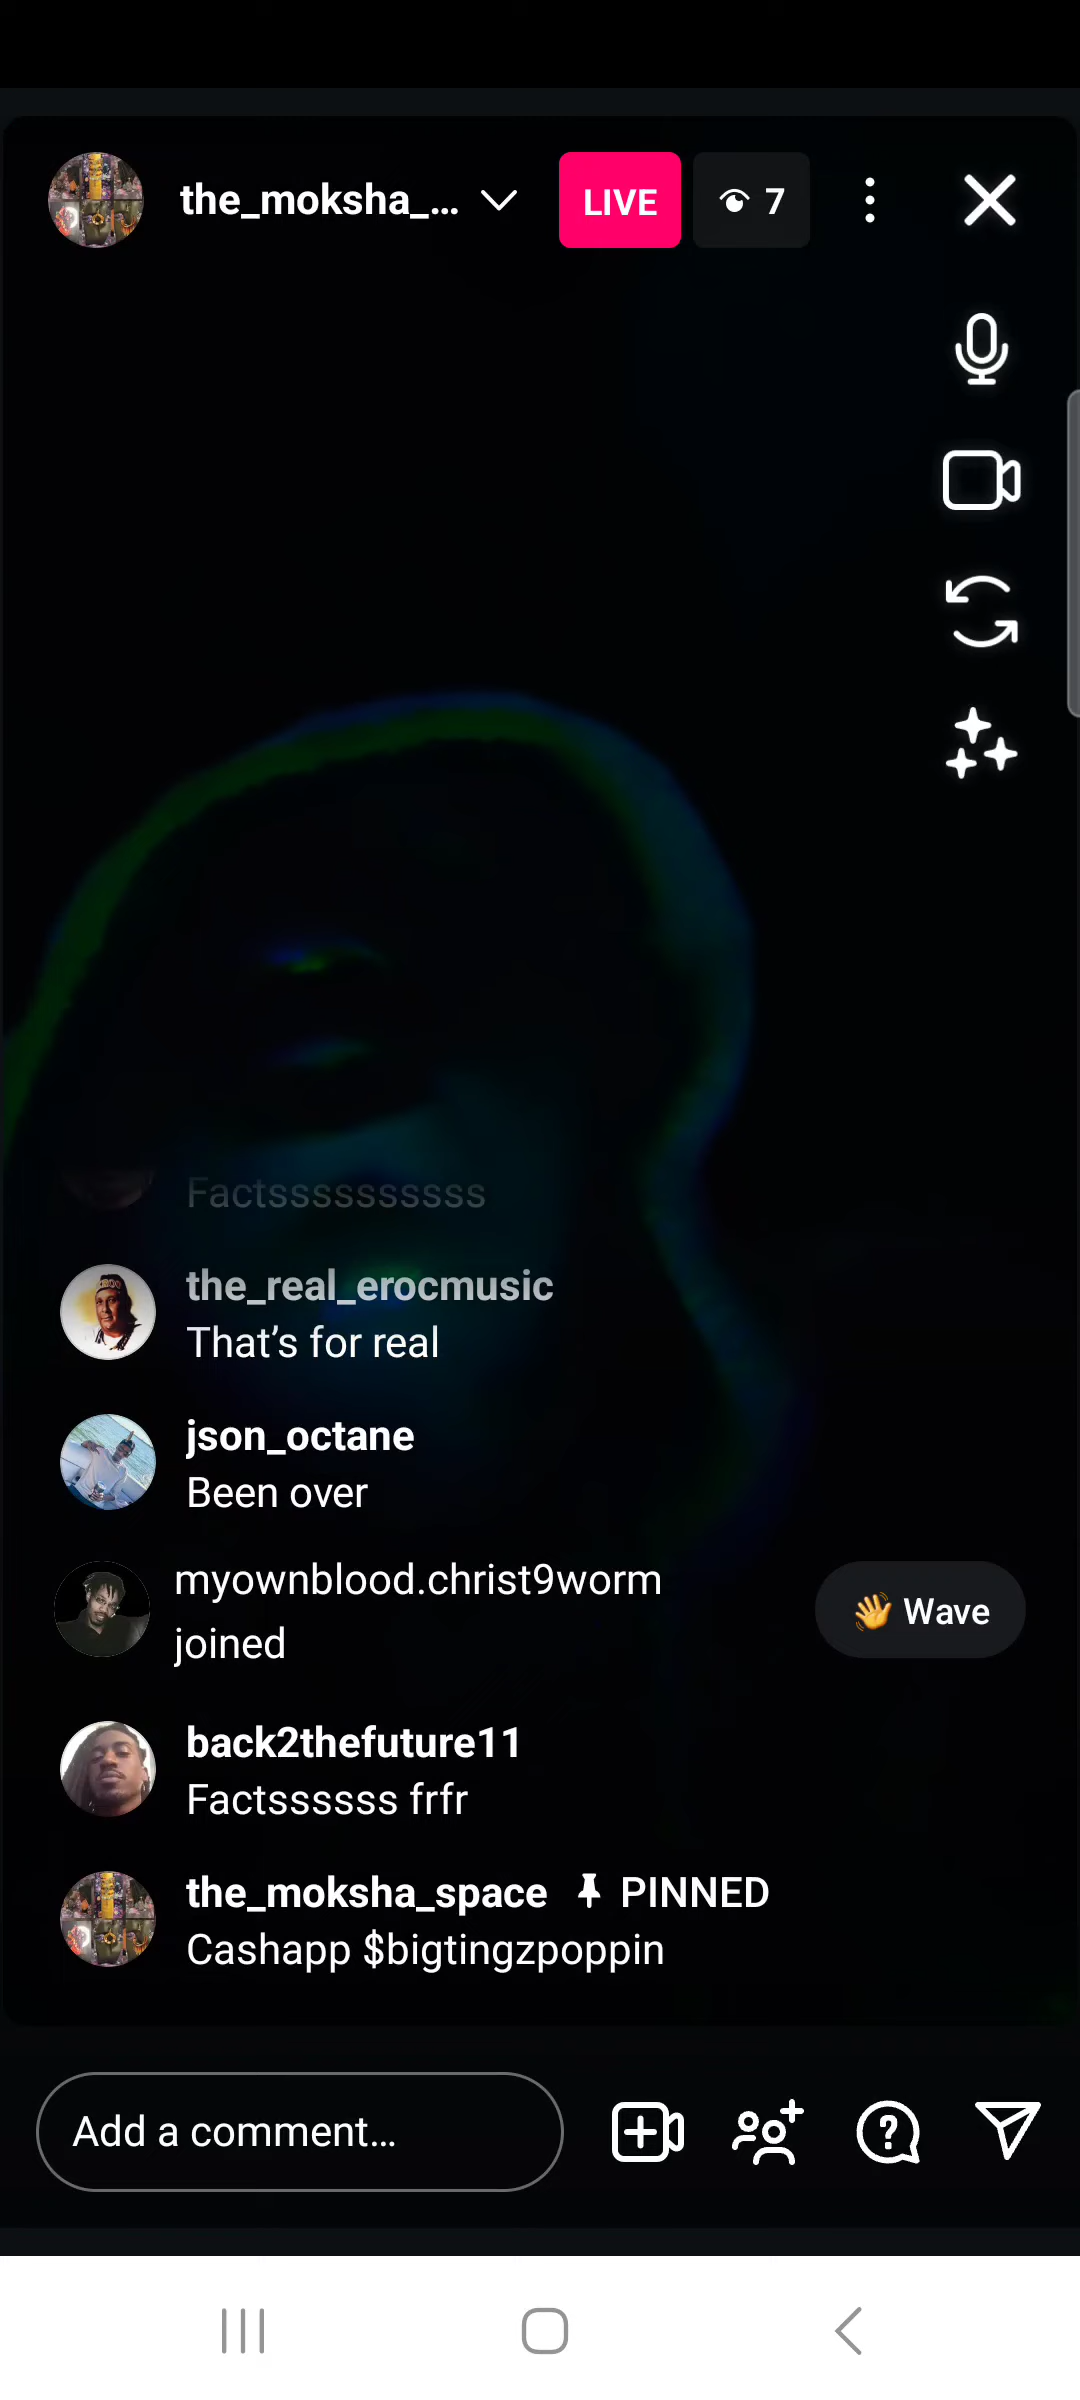 the_moksha_...
LIVE
7
Factssssssssss
the_real_erocmusic
That’s for real
json_octane
Been over
myownblood.christ9worm
joined
👋 Wave
back2thefuture11
Factssssss frfr
the_moksha_space PINNED
Cashapp $bigtingzpoppin
Add a comment...